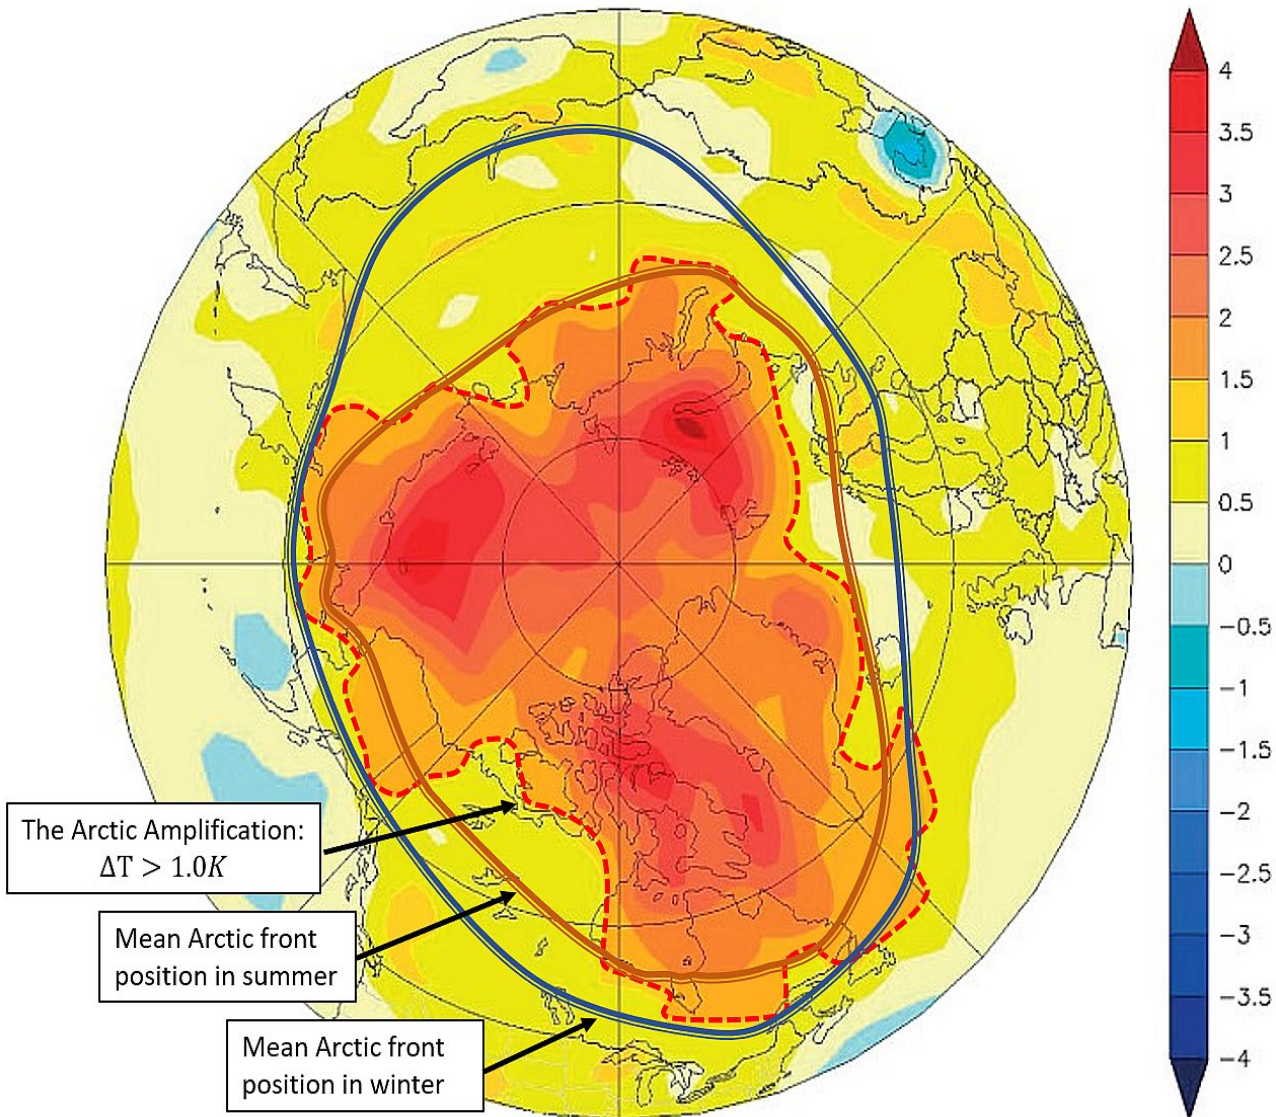 4
3.5
3
2.5
2
1.5
1
0.5
0
−0.5
−1
−1.5
−2
−2.5
−3
−3.5
−4
The Arctic Amplification:
ΔT > 1.0K
Mean Arctic front
position in summer
Mean Arctic front
position in winter